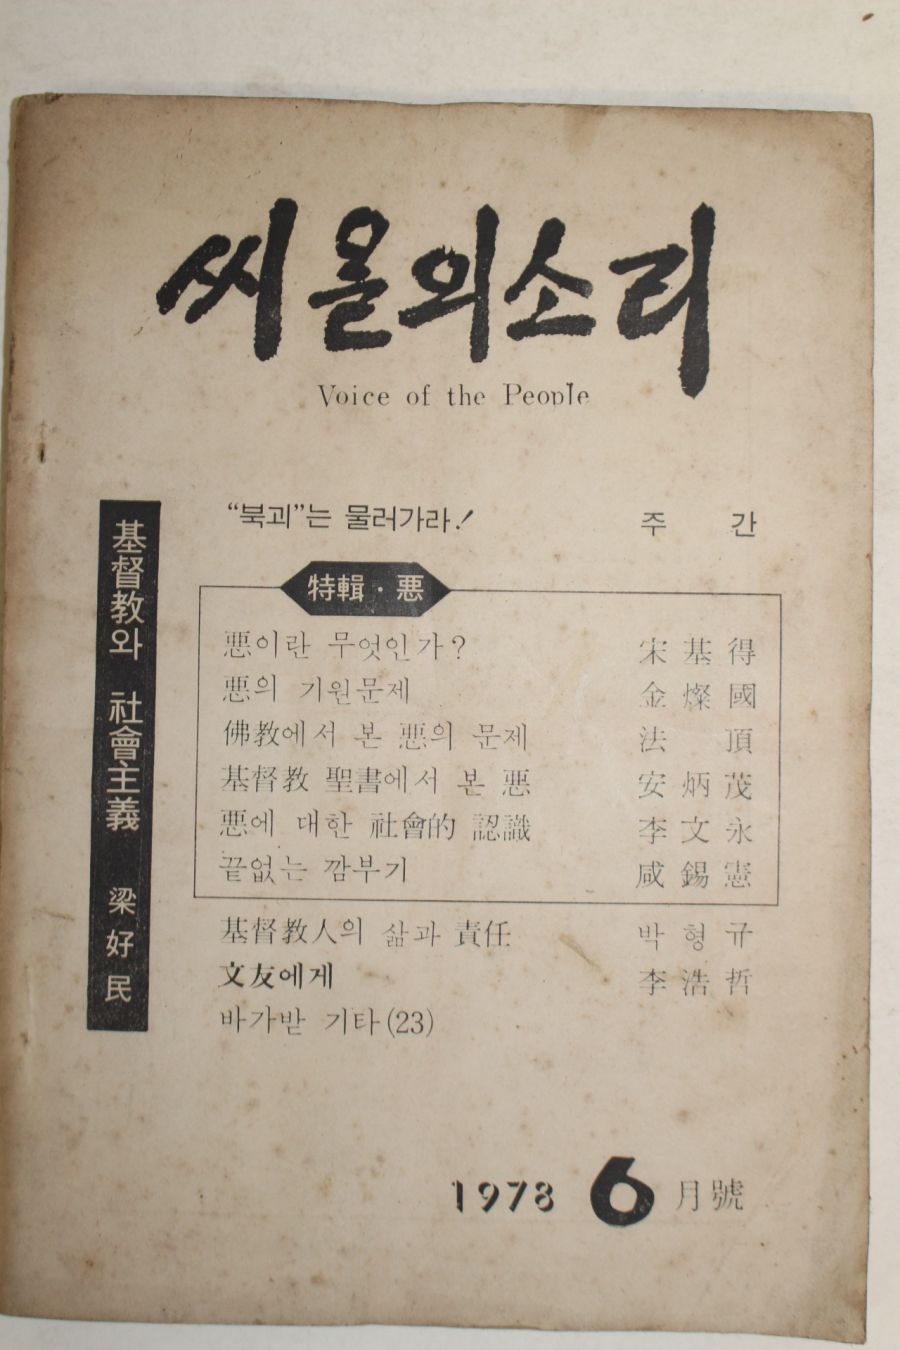 씨올의소리
Voice of the People
基督教와 社會主義 梁好民
“북괴”는 물러가라! 주간
特輯·悪
悪이란 무엇인가? 宋基得
悪의 기원문제 金燦國
佛教에서 본 悪의 문제 法頂
基督教 聖書에서 본 悪 安炳茂
悪에 대한 社會的 認識 李文永
끝없는 깜부기 咸錫憲
基督教人의 삶과 責任 박형규
文友에게 李浩哲
바가받 기타(23)
1978 6月號